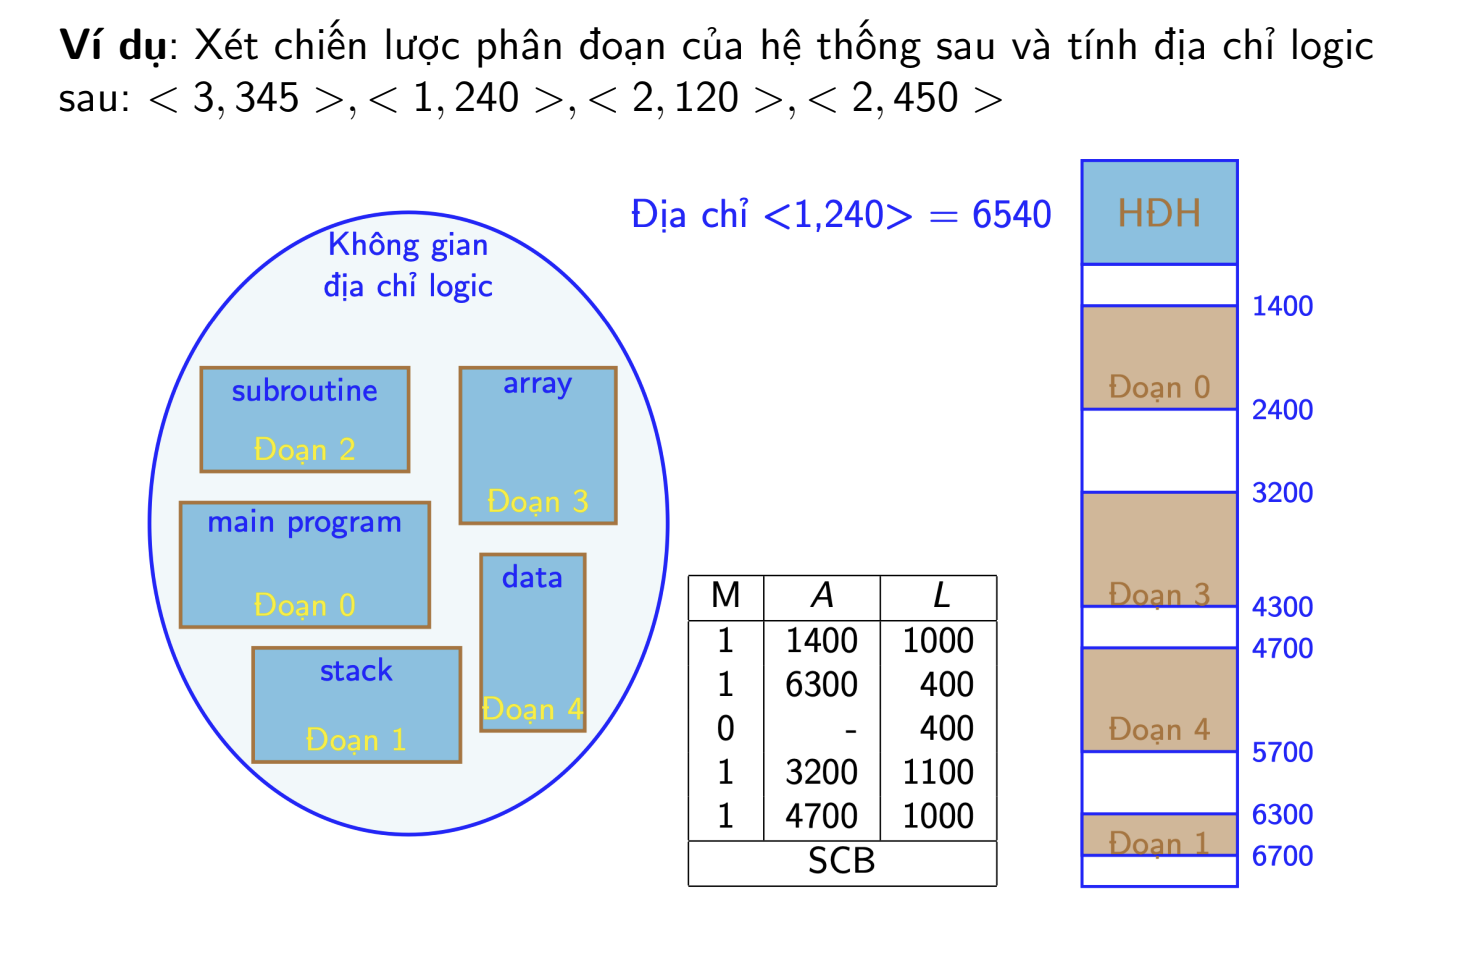 Ví dụ: Xét chiến lược phân đoạn của hệ thống sau và tính địa chỉ logic
sau: < 3, 345 >, < 1, 240 >, < 2, 120 >, < 2, 450 >
Địa chỉ <1,240> = 6540
Không gian
địa chỉ logic
subroutine
Đoạn 2
array
Đoạn 3
main program
Đoạn 0
data
Đoạn 4
stack
Đoạn 1
M A L
1 1400 1000
1 6300 400
0 - 400
1 3200 1100
1 4700 1000
SCB
HĐH
1400
Đoạn 0
2400
3200
Đoạn 3
4300
4700
Đoạn 4
5700
6300
Đoạn 1
6700